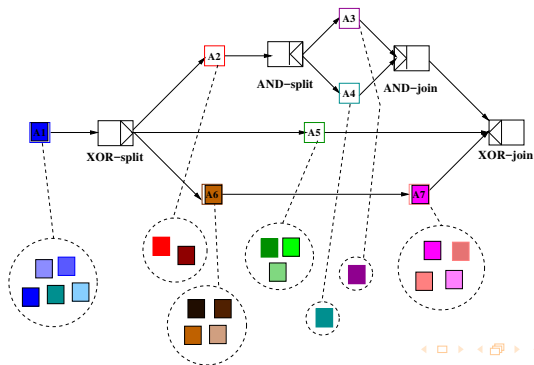 A3
A2
AND-split
A4
AND-join
A1
XOR-split
A5
XOR-join
A6
A7